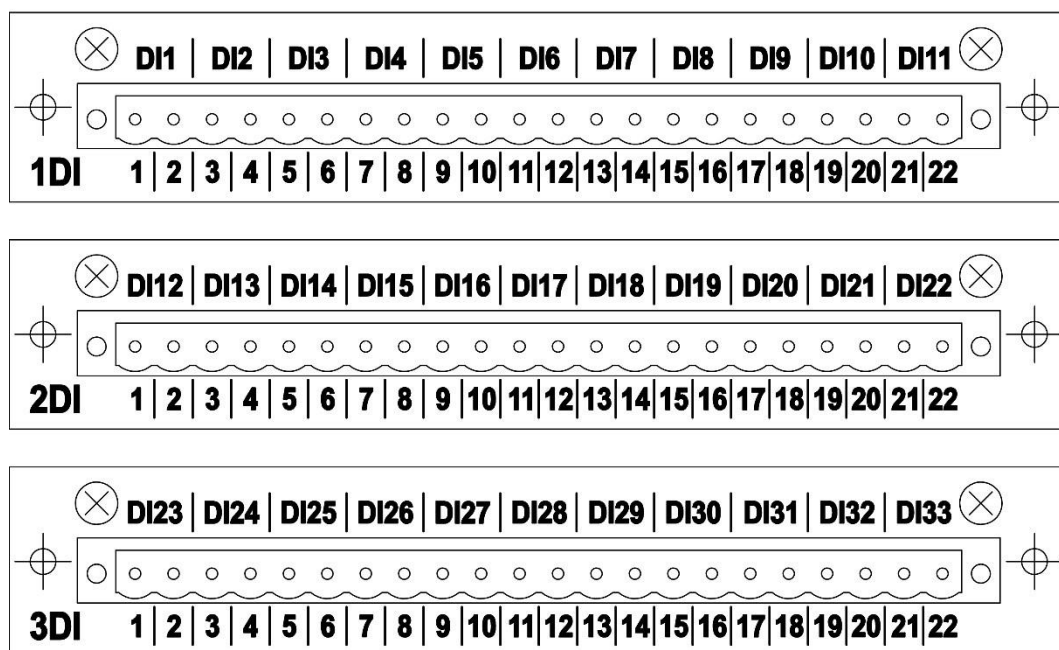 DI1 | DI2 | DI3 | DI4 | DI5 | DI6 | DI7 | DI8 | DI9 | DI10 | DI11
1DI 1 | 2 | 3 | 4 | 5 | 6 | 7 | 8 | 9 | 10 | 11 | 12 | 13 | 14 | 15 | 16 | 17 | 18 | 19 | 20 | 21 | 22
DI12 | DI13 | DI14 | DI15 | DI16 | DI17 | DI18 | DI19 | DI20 | DI21 | DI22
2DI 1 | 2 | 3 | 4 | 5 | 6 | 7 | 8 | 9 | 10 | 11 | 12 | 13 | 14 | 15 | 16 | 17 | 18 | 19 | 20 | 21 | 22
DI23 | DI24 | DI25 | DI26 | DI27 | DI28 | DI29 | DI30 | DI31 | DI32 | DI33
3DI 1 | 2 | 3 | 4 | 5 | 6 | 7 | 8 | 9 | 10 | 11 | 12 | 13 | 14 | 15 | 16 | 17 | 18 | 19 | 20 | 21 | 22